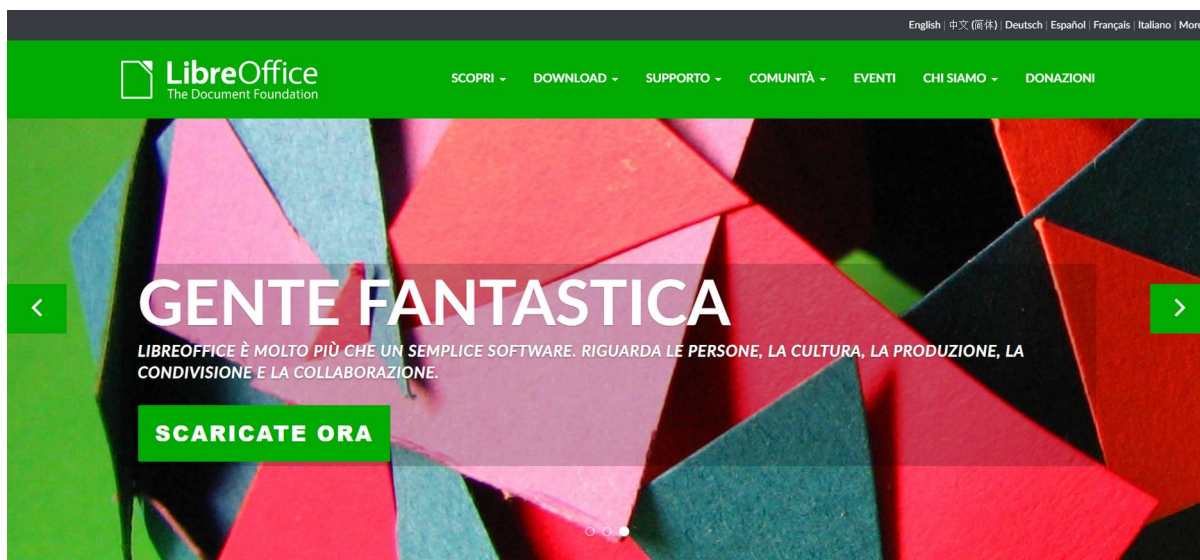 English | 中文 (简体) | Deutsch | Español | Français | Italiano | More
LibreOffice
The Document Foundation
SCOPRI DOWNLOAD SUPPORTO COMUNITÀ EVENTI CHI SIAMO DONAZIONI
GENTE FANTASTICA
LIBREOFFICE È MOLTO PIÙ CHE UN SEMPLICE SOFTWARE. RIGUARDA LE PERSONE, LA CULTURA, LA PRODUZIONE, LA
CONDIVISIONE E LA COLLABORAZIONE.
SCARICATE ORA